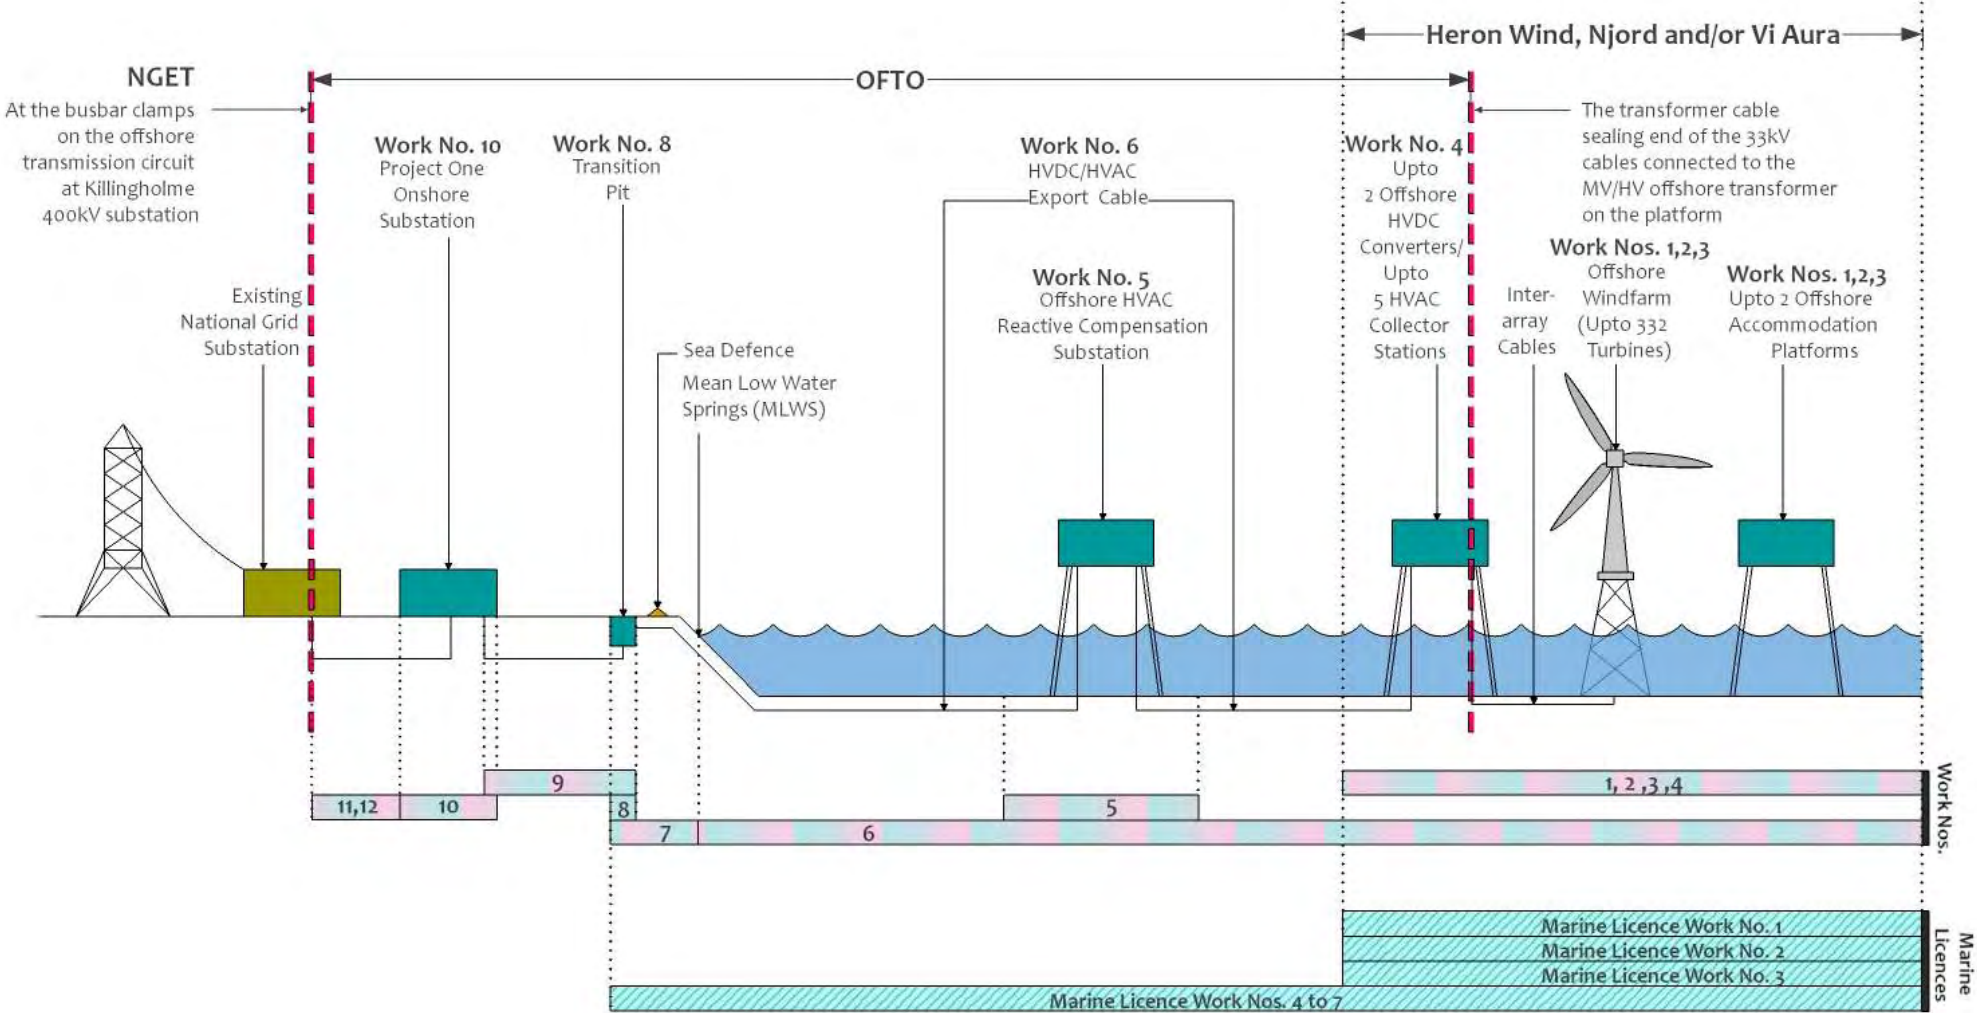 Heron Wind, Njord and/or Vi Aura
NGET
OFTO
At the busbar clamps
on the offshore
transmission circuit
at Killingholme
400kV substation
Work No. 10
Project One
Onshore
Substation
Work No. 8
Transition
Pit
Work No. 6
HVDC/HVAC
Export Cable
Work No. 4
Upto
2 Offshore
HVDC
Converters/
Upto
5 HVAC
Collector
Stations
The transformer cable
sealing end of the 33kV
cables connected to the
MV/HV offshore transformer
on the platform
Work Nos. 1,2,3
Offshore
Windfarm
(Upto 332
Turbines)
Work Nos. 1,2,3
Upto 2 Offshore
Accommodation
Platforms
Work No. 5
Offshore HVAC
Reactive Compensation
Substation
Inter-
array
Cables
Existing
National Grid
Substation
Sea Defence
Mean Low Water
Springs (MLWS)
9
1, 2 ,3 ,4
11,12
10
8
5
7
6
Work Nos.
Marine Licence Work No. 1
Marine Licence Work No. 2
Marine Licence Work No. 3
Marine Licence Work Nos. 4 to 7
Marine
Licences